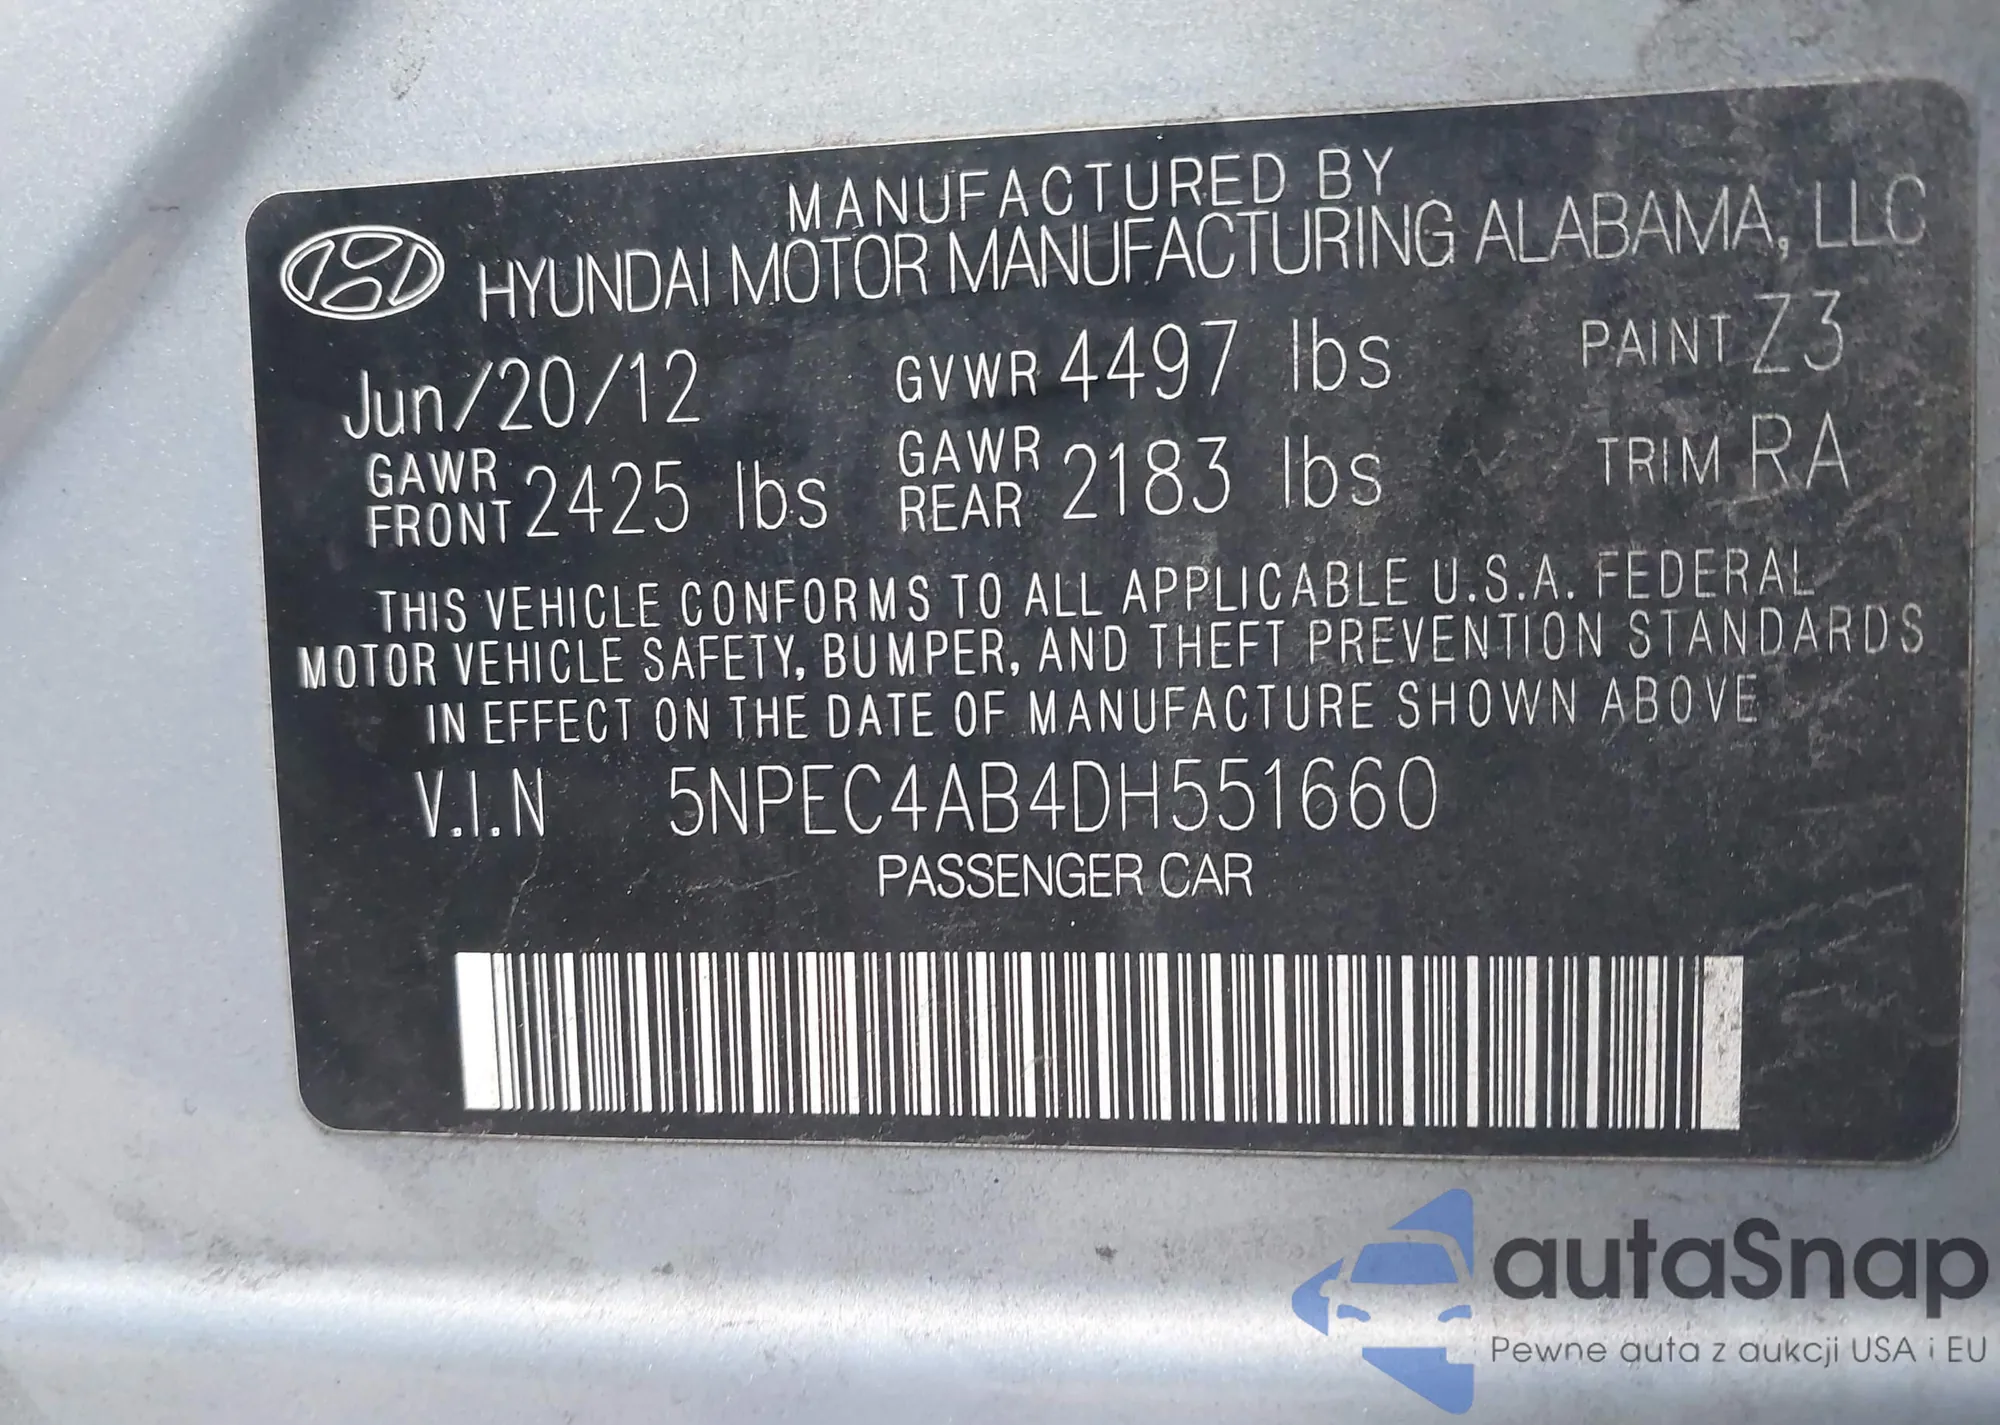 MANUFACTURED BY
HYUNDAI MOTOR MANUFACTURING ALABAMA, LLC
Jun/20/12 GVWR 4497 lbs PAINT Z3
GAWR FRONT 2425 lbs GAWR REAR 2183 lbs TRIM RA
THIS VEHICLE CONFORMS TO ALL APPLICABLE U.S.A. FEDERAL
MOTOR VEHICLE SAFETY, BUMPER, AND THEFT PREVENTION STANDARDS
IN EFFECT ON THE DATE OF MANUFACTURE SHOWN ABOVE
V.I.N 5NPEC4AB4DH551660
PASSENGER CAR
autaSnap
Pewne auta z aukcji USA i EU